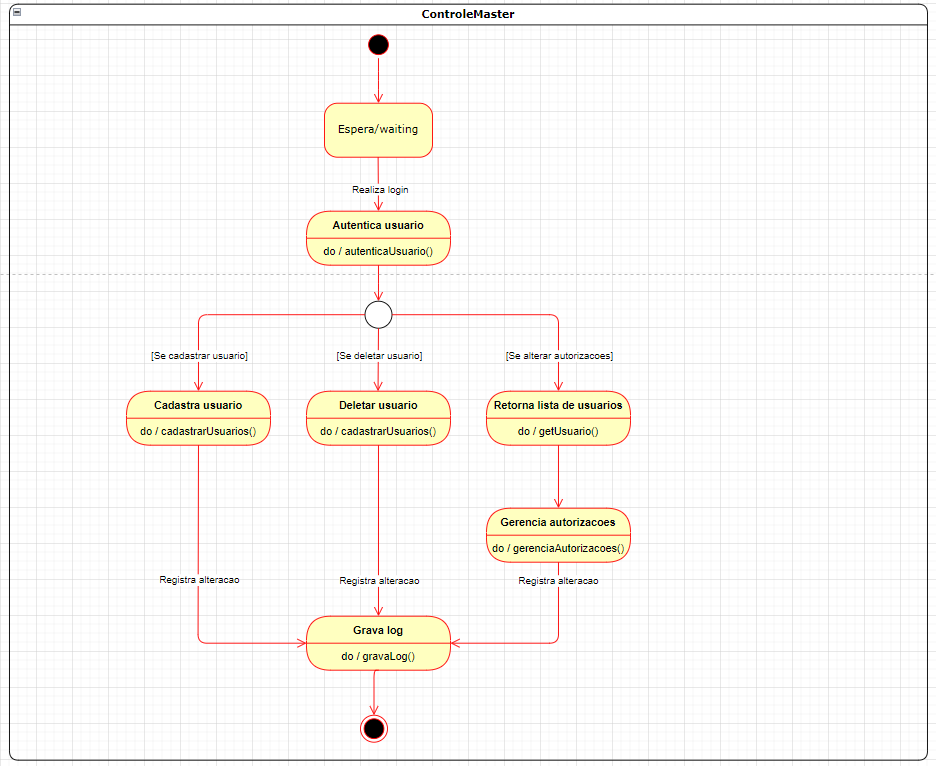 ControleMaster
Espera/waiting
Realiza login
Autentica usuario
do / autenticaUsuario()
[Se cadastrar usuario]
[Se deletar usuario]
[Se alterar autorizacoes]
Cadastra usuario
do / cadastrarUsuarios()
Deletar usuario
do / cadastrarUsuarios()
Retorna lista de usuarios
do / getUsuario()
Gerencia autorizacoes
do / gerenciaAutorizacoes()
Registra alteracao
Registra alteracao
Registra alteracao
Grava log
do / gravaLog()